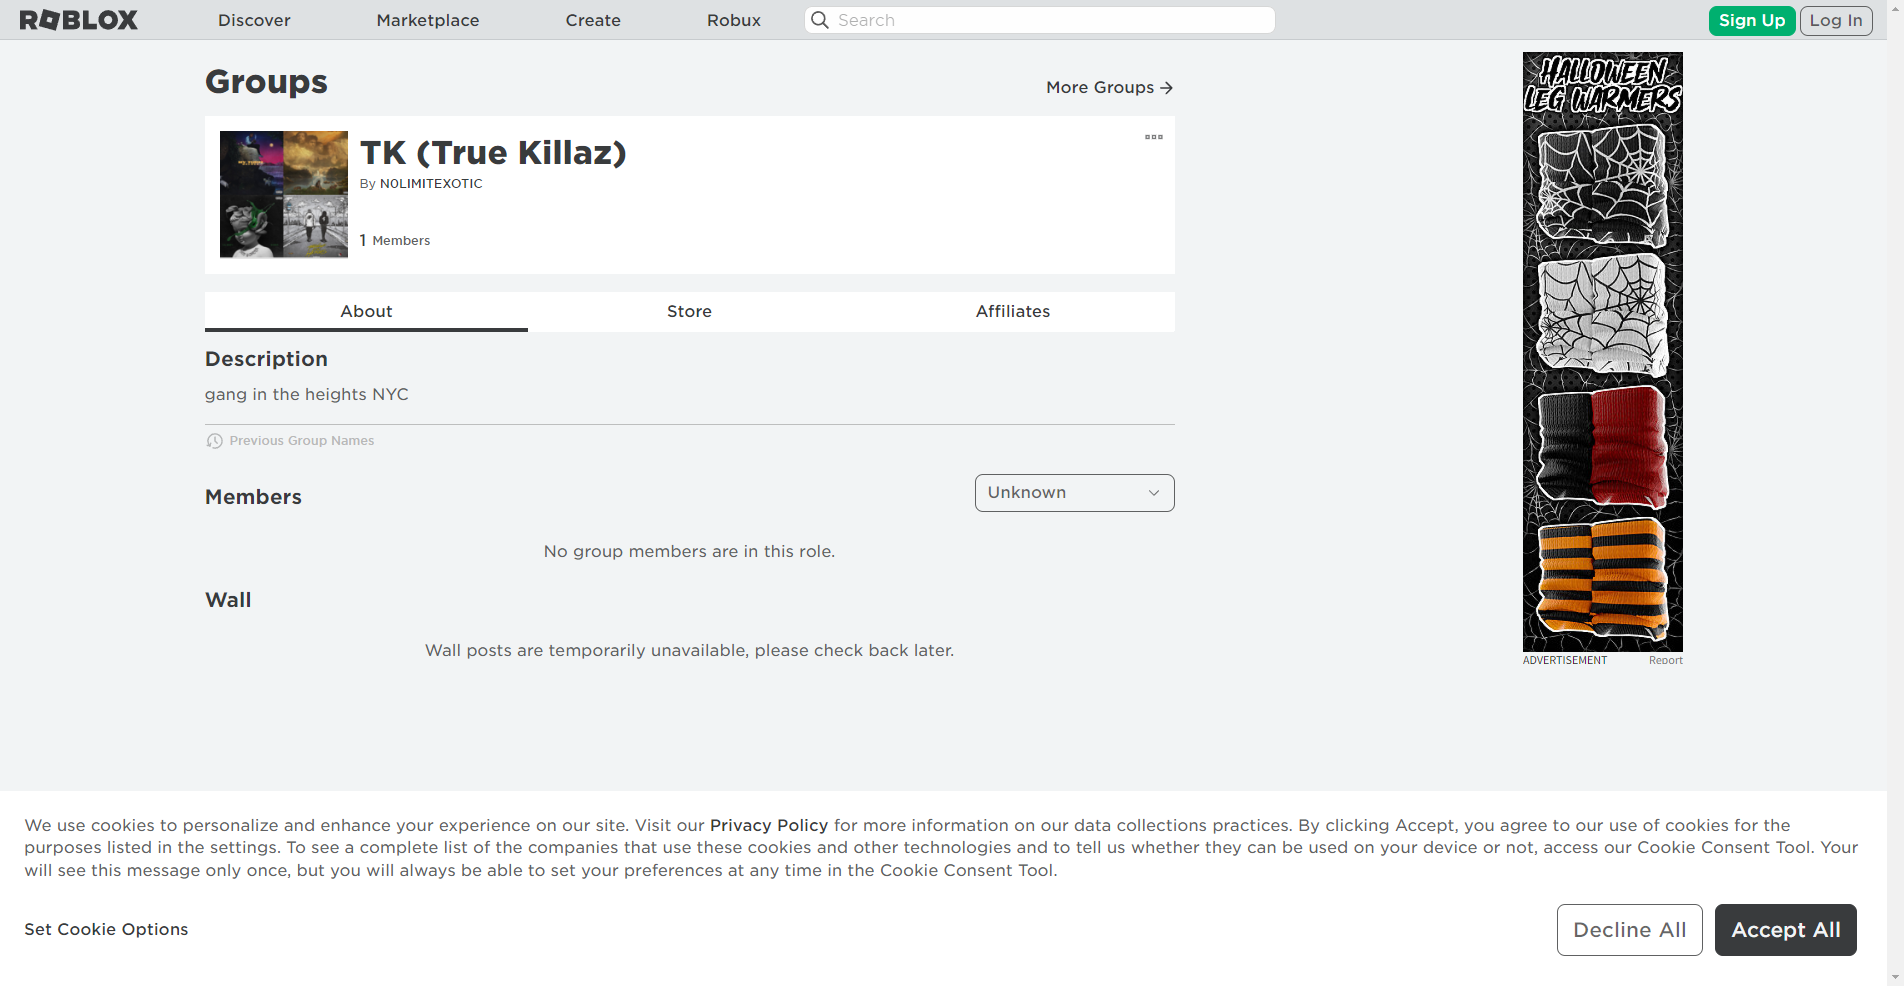 ROBLOX
Discover
Marketplace
Create
Robux
Search
Sign Up
Log In
Groups
More Groups
TK (True Killaz)
By N0LIMITEXOTIC
1 Members
About
Store
Affiliates
Description
gang in the heights NYC
Previous Group Names
Members
Unknown
No group members are in this role.
Wall
Wall posts are temporarily unavailable, please check back later.
HALLOWEEN
LEG WARMERS
ADVERTISEMENT
Report
We use cookies to personalize and enhance your experience on our site. Visit our Privacy Policy for more information on our data collections practices. By clicking Accept, you agree to our use of cookies for the
purposes listed in the settings. To see a complete list of the companies that use these cookies and other technologies and to tell us whether they can be used on your device or not, access our Cookie Consent Tool. Your
will see this message only once, but you will always be able to set your preferences at any time in the Cookie Consent Tool.
Set Cookie Options
Decline All
Accept All